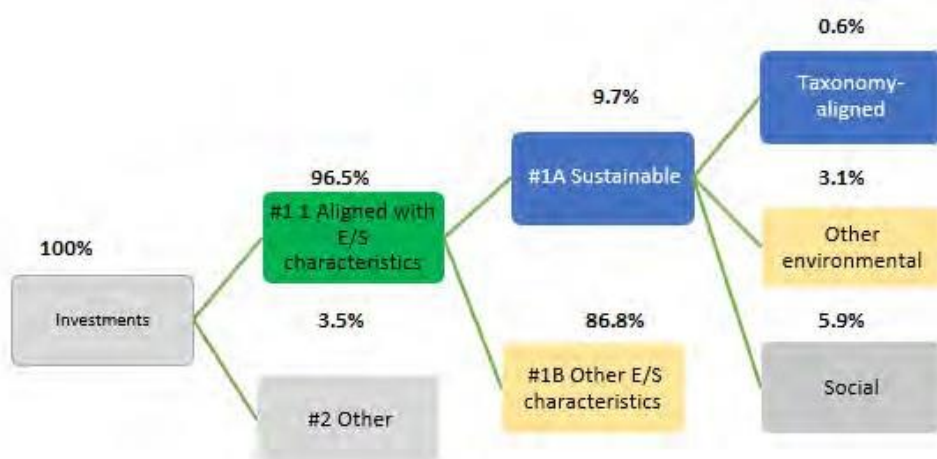 0.6%
Taxonomy-
aligned
9.7%
#1A Sustainable
96.5%
#1 1 Aligned with
E/S
characteristics
3.1%
Other
environmental
100%
Investments
3.5%
#2 Other
86.8%
#1B Other E/S
characteristics
5.9%
Social